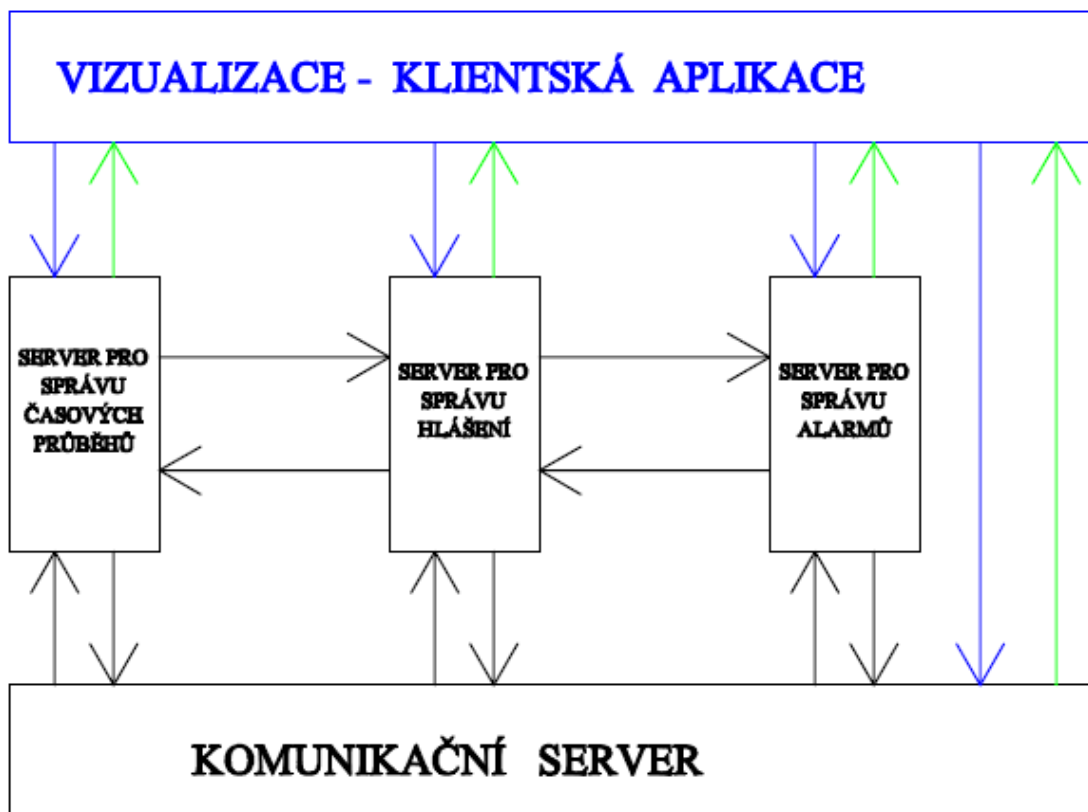 VIZUALIZACE - KLIENTSKÁ APLIKACE
SERVER PRO
SPRÁVU
ČASOVÝCH
PRŮBĚHŮ
SERVER PRO
SPRÁVU
HLÁŠENÍ
SERVER PRO
SPRÁVU
ALARMŮ
KOMUNIKAČNÍ SERVER